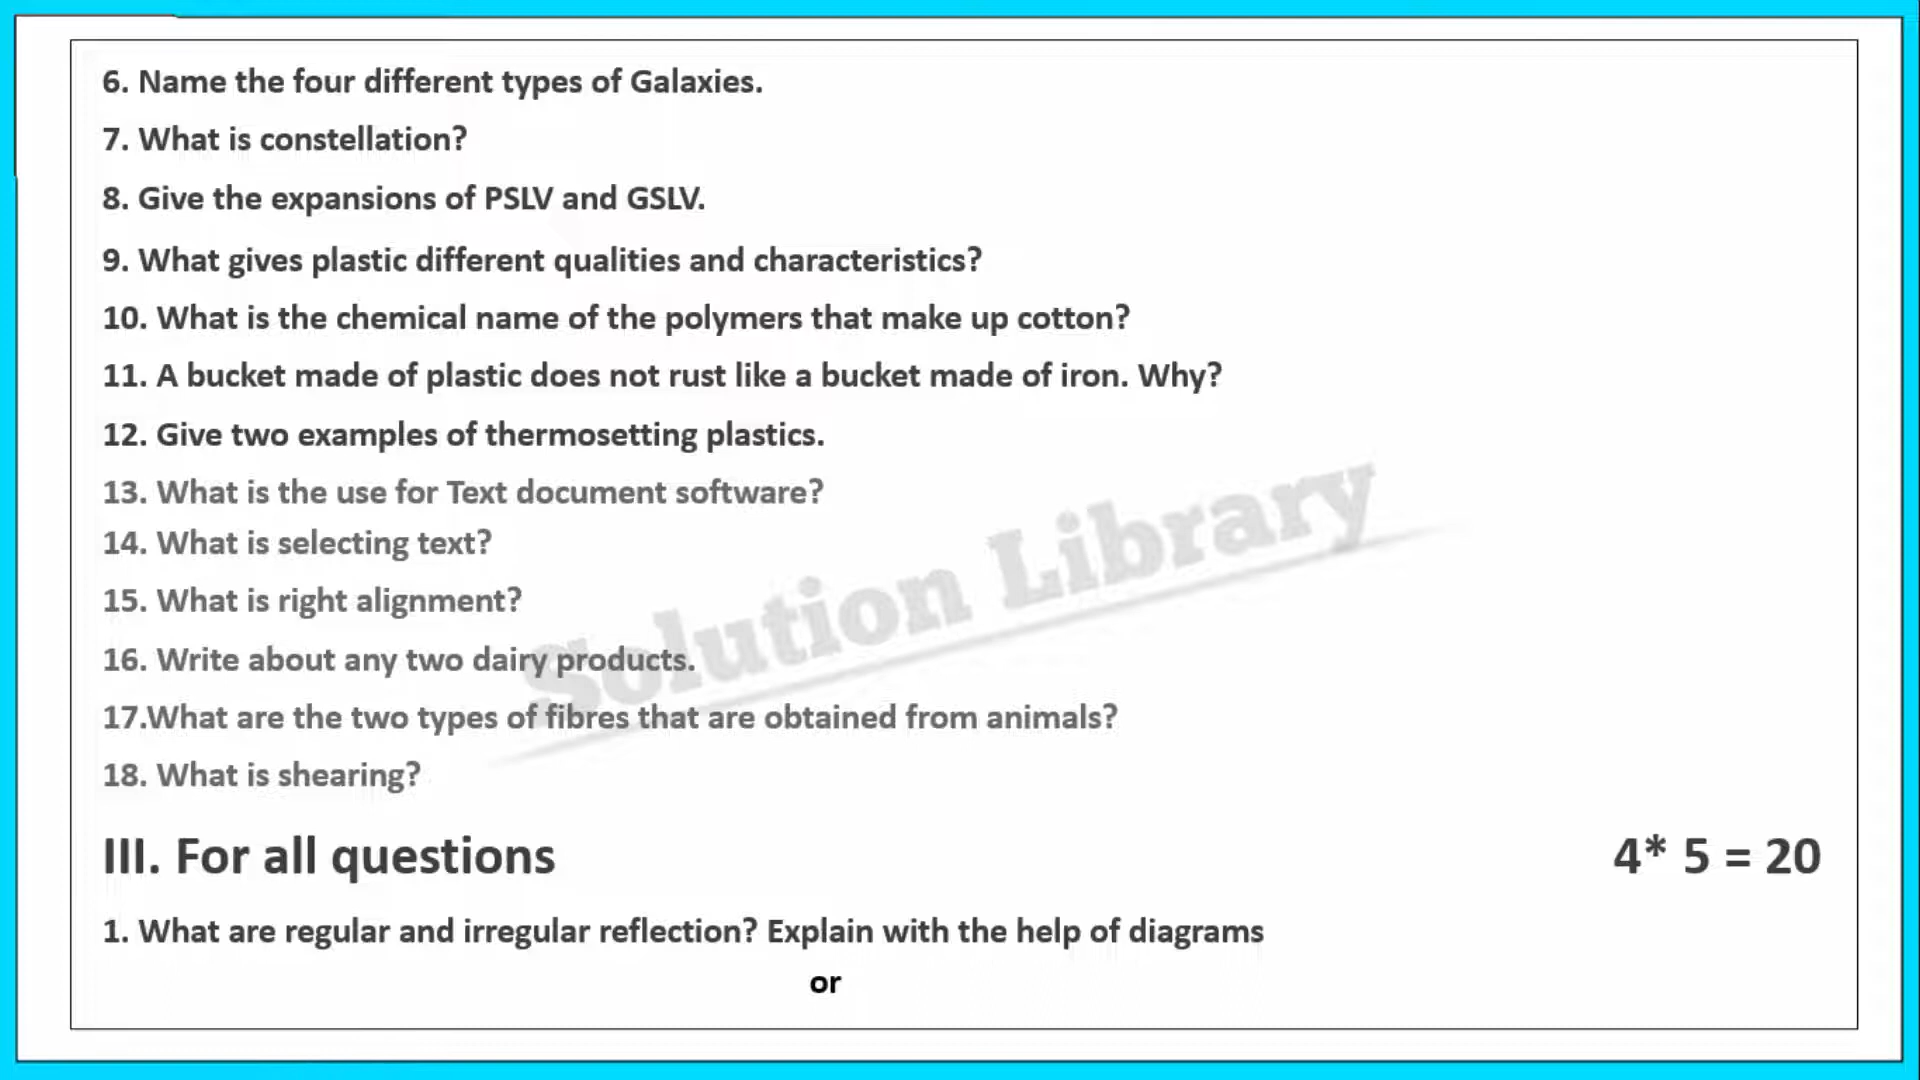 6. Name the four different types of Galaxies.
7. What is constellation?
8. Give the expansions of PSLV and GSLV.
9. What gives plastic different qualities and characteristics?
10. What is the chemical name of the polymers that make up cotton?
11. A bucket made of plastic does not rust like a bucket made of iron. Why?
12. Give two examples of thermosetting plastics.
13. What is the use for Text document software?
14. What is selecting text?
15. What is right alignment?
16. Write about any two dairy products.
17.What are the two types of fibres that are obtained from animals?
18. What is shearing?
Solution Library
III. For all questions 4* 5 = 20
1. What are regular and irregular reflection? Explain with the help of diagrams
or